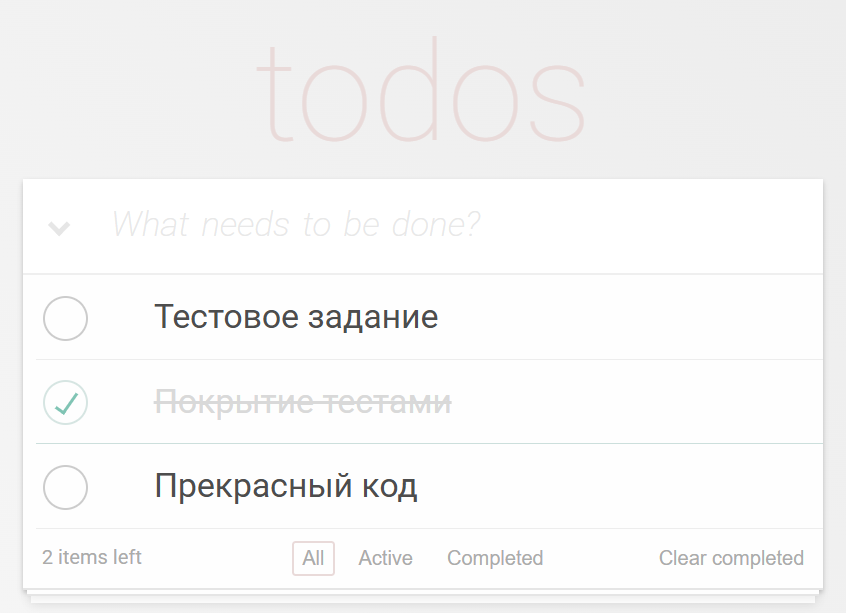 todos
What needs to be done?
Тестовое задание
Покрытие тестами
Прекрасный код
2 items left All Active Completed Clear completed